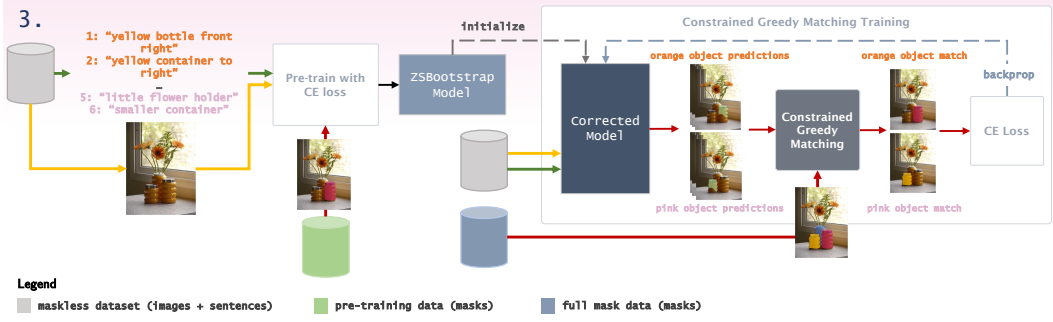 3.
1: "yellow bottle front
right"
2: "yellow container to
right"
–
5: "little flower holder"
6: "smaller container"
Pre-train with
CE loss
ZSBootstrap
Model
initialize
Constrained Greedy Matching Training
orange object predictions
orange object match
backprop
Corrected
Model
Constrained
Greedy
Matching
CE Loss
pink object predictions
pink object match
Legend
maskless dataset (images + sentences)
pre-training data (masks)
full mask data (masks)